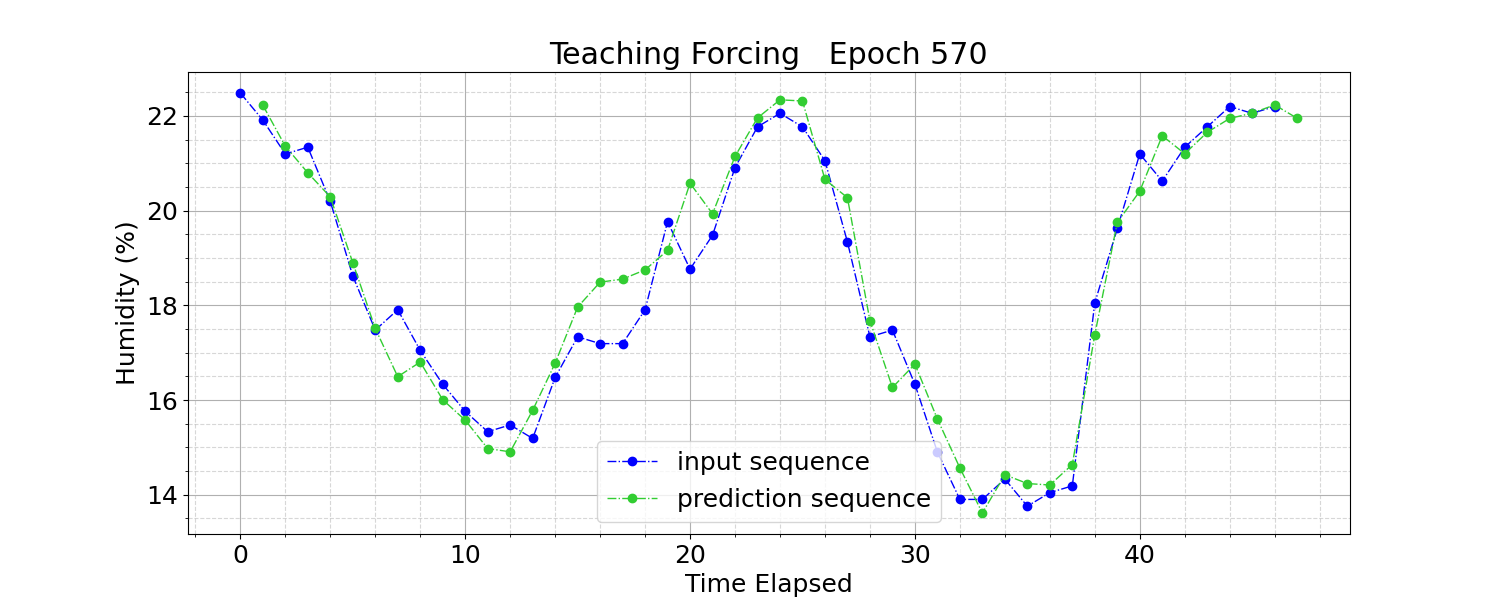 Teaching Forcing   Epoch 570
Humidity (%)
22
20
18
16
14
input sequence
prediction sequence
0 10 20 30 40
Time Elapsed